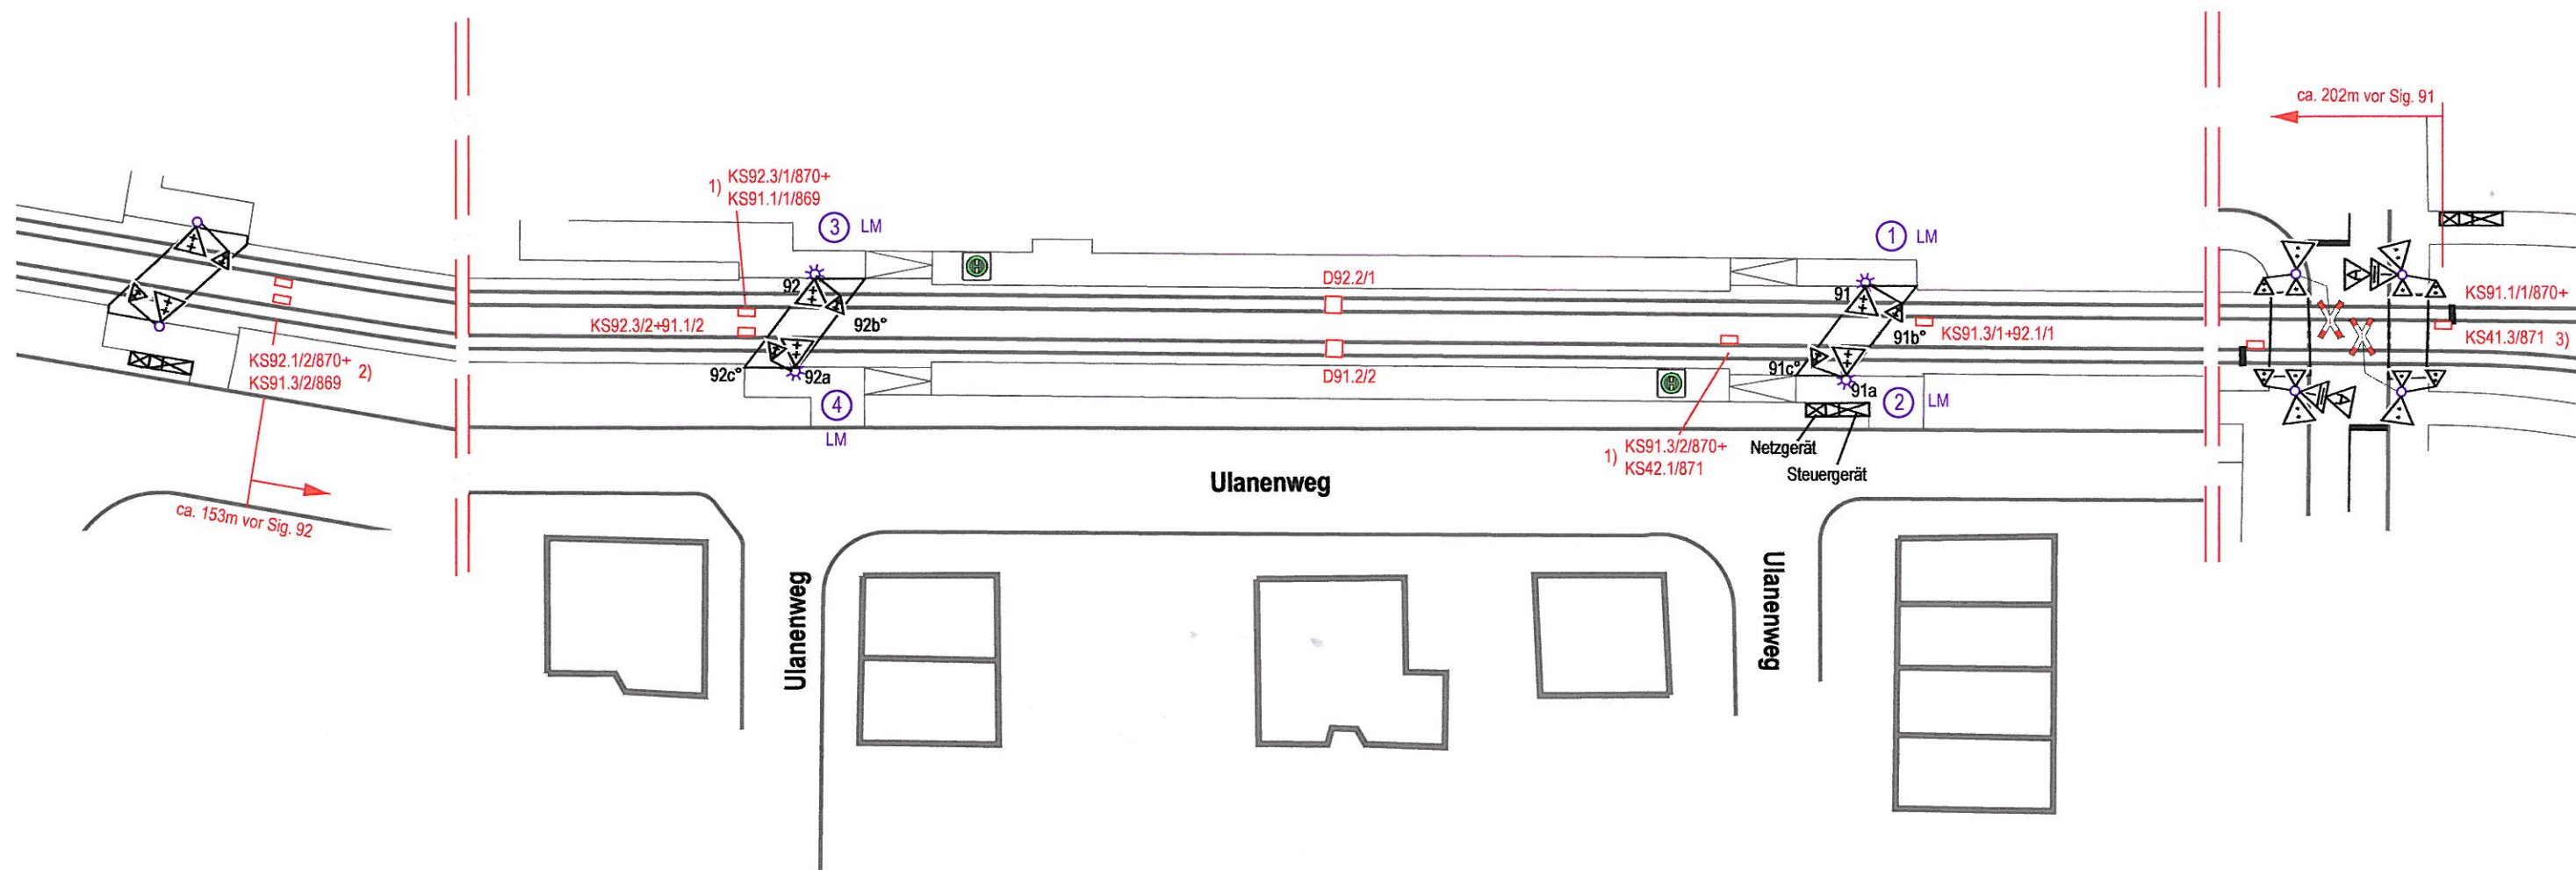 ca. 202m vor Sig. 91
1) KS92.3/1/870+
KS91.1/1/869
3 LM
1 LM
H
D92.2/1
92
91
KS91.1/1/870+
KS92.3/2+91.1/2
92b°
91b°
KS91.3/1+92.1/1
KS41.3/871 3)
KS92.1/2/870+
KS91.3/2/869 2)
92c°
92a
D91.2/2
H
91c°
91a
4
LM
2 LM
1) KS91.3/2/870+
KS42.1/871
Netzgerät
Steuergerät
Ulanenweg
ca. 153m vor Sig. 92
Ulanenweg
Ulanenweg